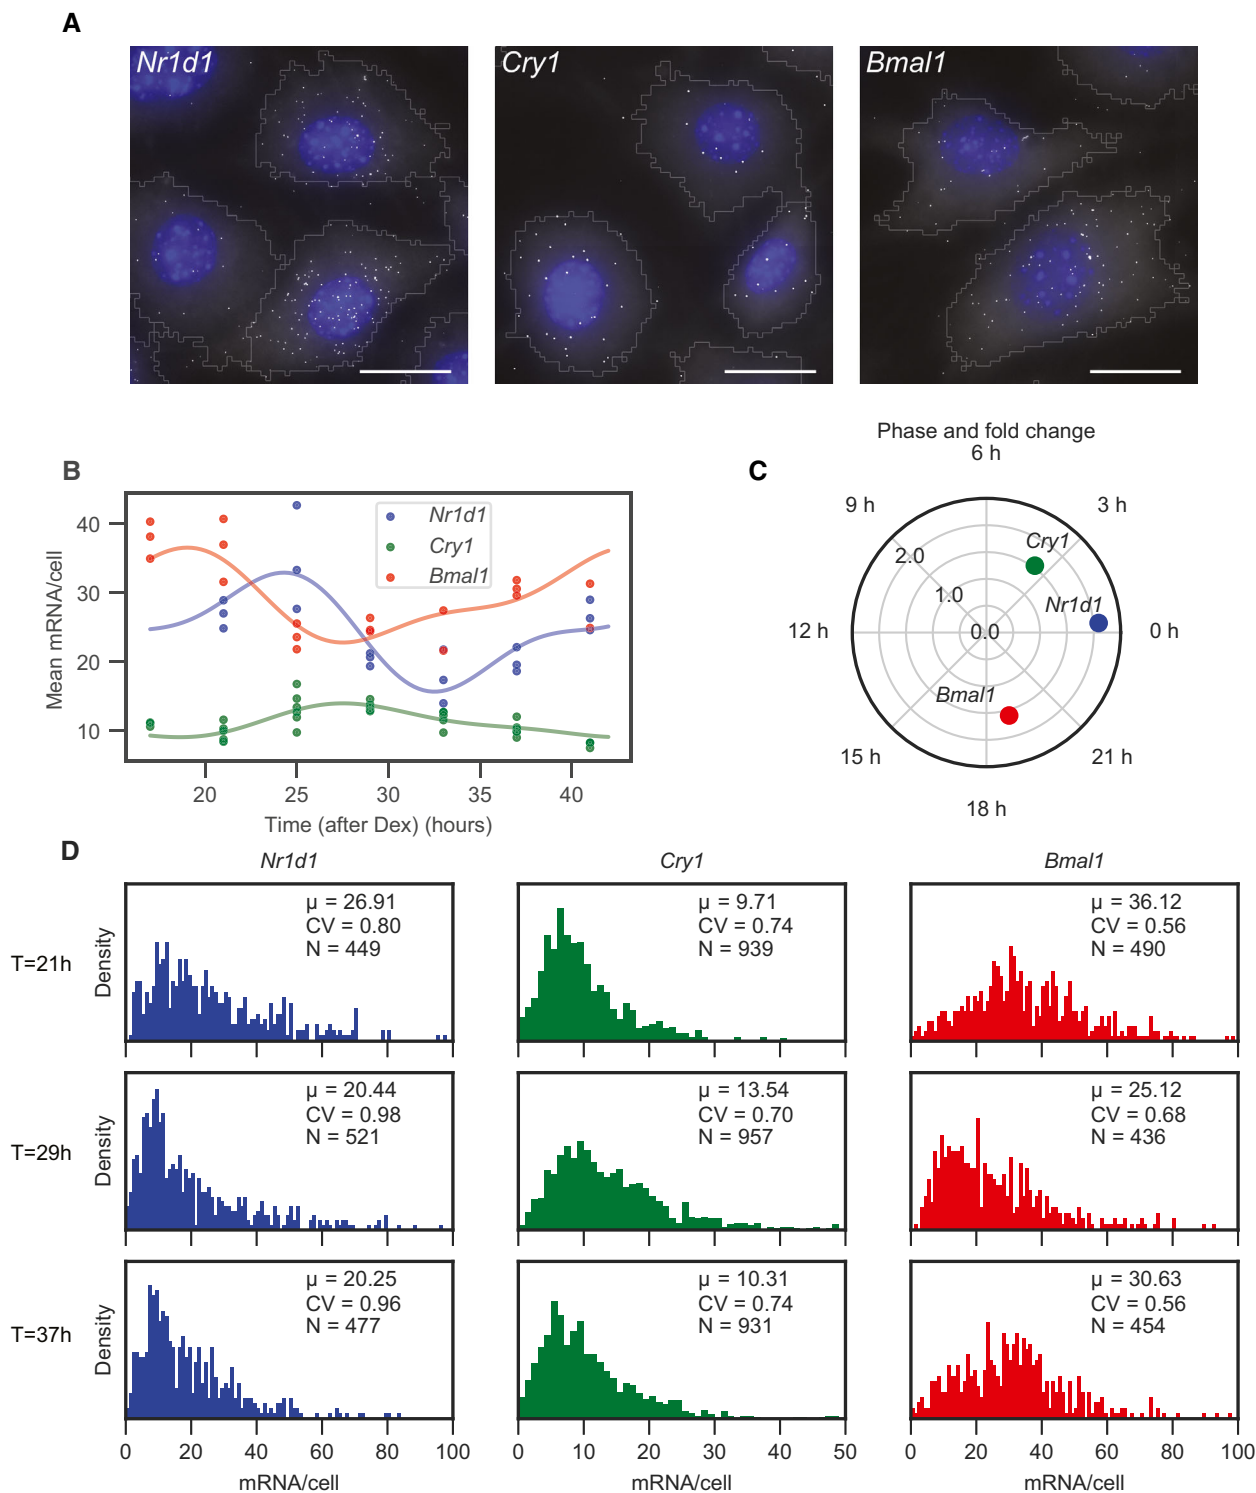 A
Nr1d1
Cry1
Bmal1
B
Mean mRNA/cell
40
30
20
10
Nr1d1
Cry1
Bmal1
20
25
30
35
40
Time (after Dex) (hours)
C
Phase and fold change
6 h
9 h
3 h
2.0
Cry1
1.0
Nr1d1
12 h
0.0
0 h
Bmal1
15 h
21 h
18 h
D
Nr1d1
Cry1
Bmal1
T=21h
Density
µ = 26.91
CV = 0.80
N = 449
µ = 9.71
CV = 0.74
N = 939
µ = 36.12
CV = 0.56
N = 490
T=29h
Density
µ = 20.44
CV = 0.98
N = 521
µ = 13.54
CV = 0.70
N = 957
µ = 25.12
CV = 0.68
N = 436
T=37h
Density
µ = 20.25
CV = 0.96
N = 477
µ = 10.31
CV = 0.74
N = 931
µ = 30.63
CV = 0.56
N = 454
0 20 40 60 80 100
0 10 20 30 40 50
0 20 40 60 80 100
mRNA/cell
mRNA/cell
mRNA/cell